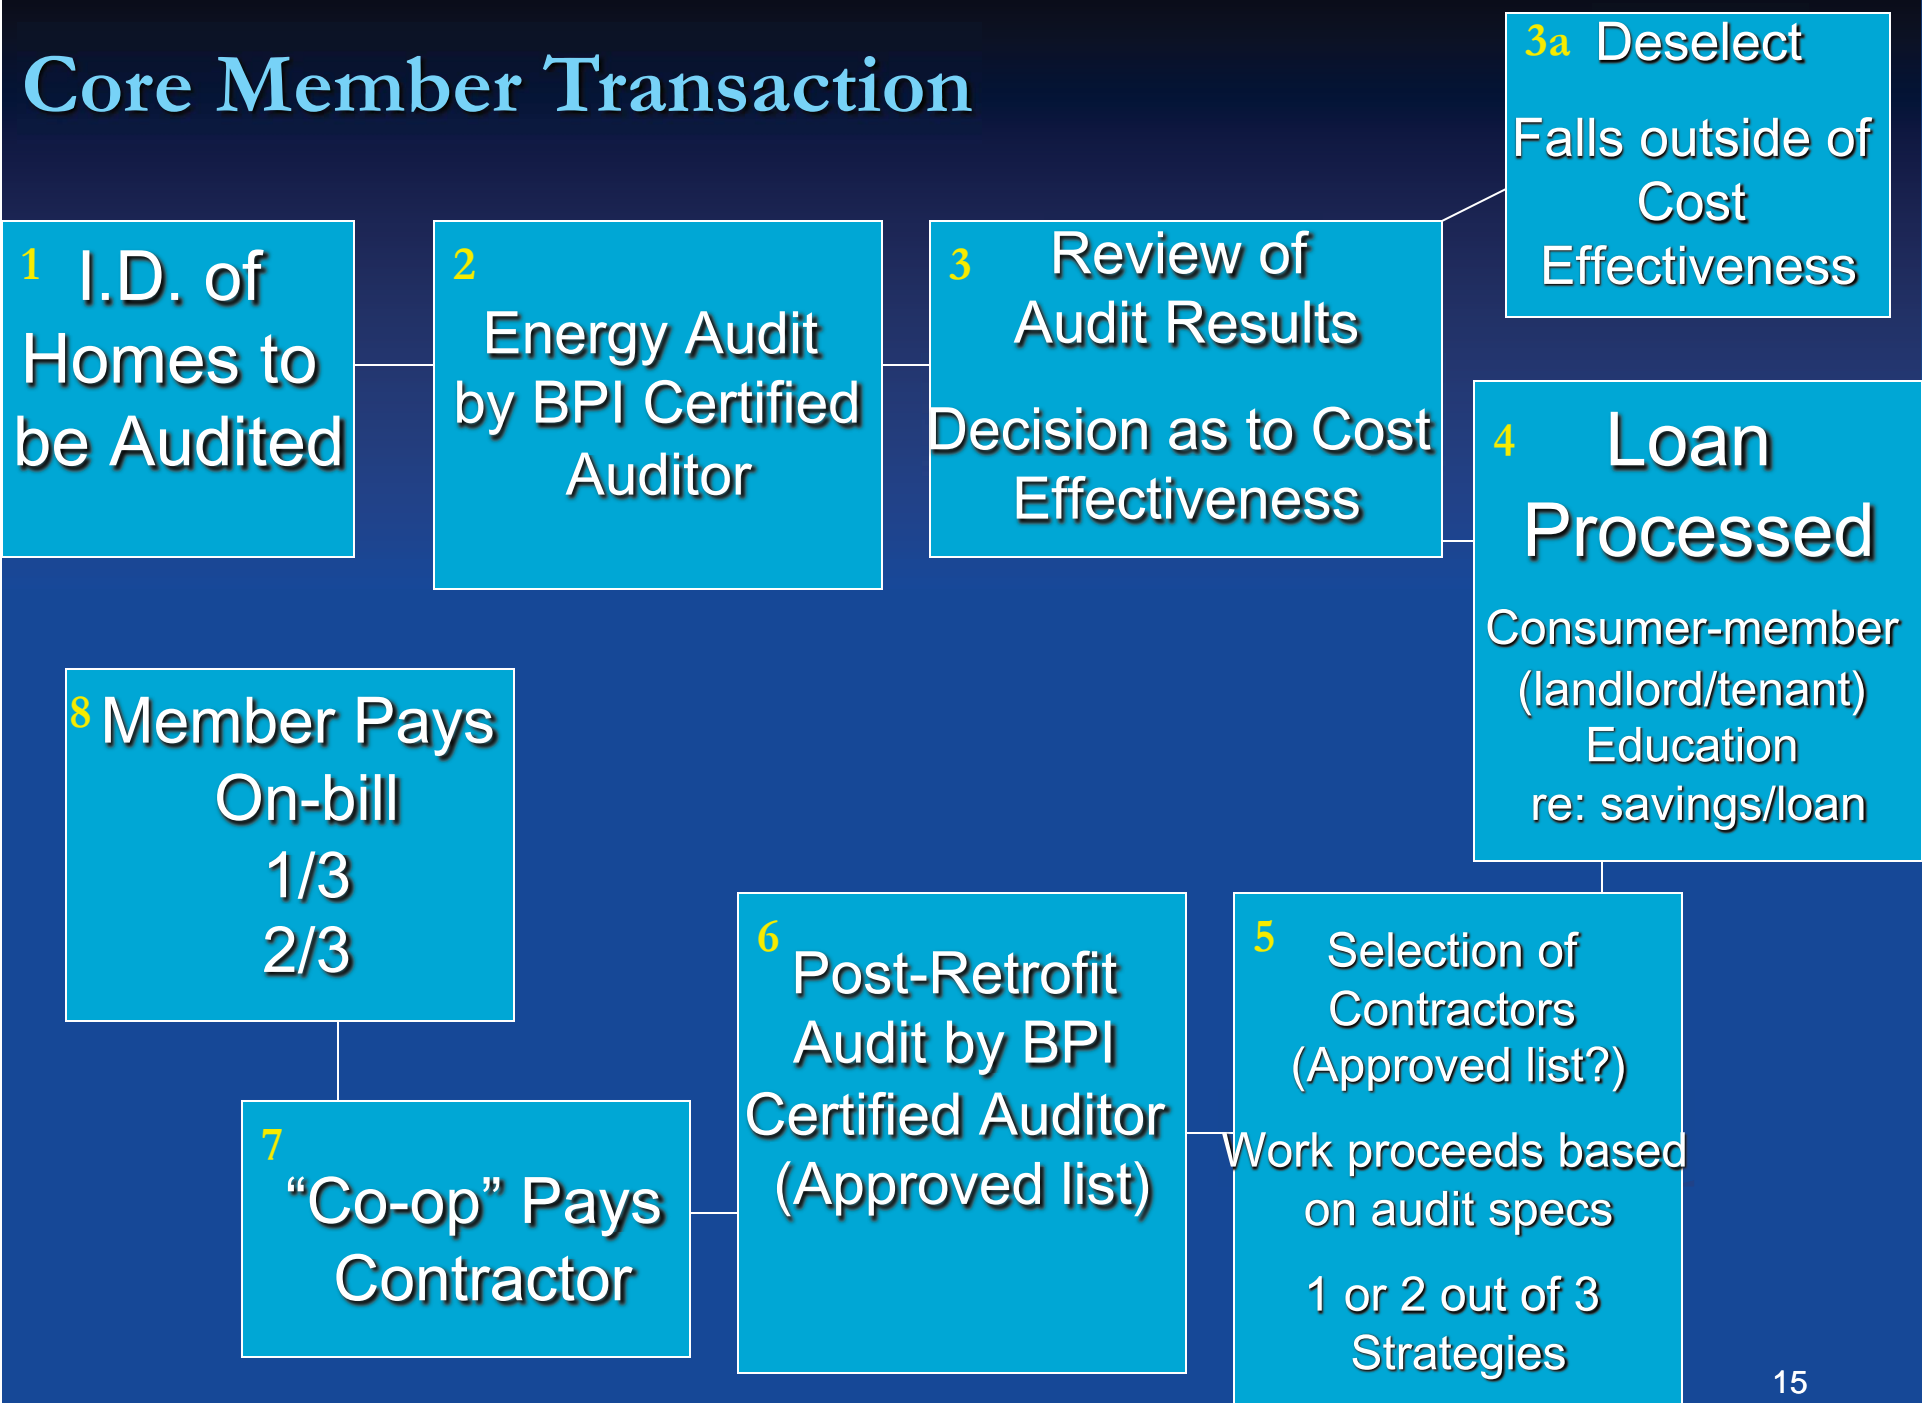 Core Member Transaction
3a Deselect
Falls outside of
Cost
Effectiveness
1 I.D. of
Homes to
be Audited
2
Energy Audit
by BPI Certified
Auditor
3 Review of
Audit Results
Decision as to Cost
Effectiveness
4 Loan
Processed
Consumer-member
(landlord/tenant)
Education
re: savings/loan
5 Selection of
Contractors
(Approved list?)
Work proceeds based
on audit specs
1 or 2 out of 3
Strategies
6
Post-Retrofit
Audit by BPI
Certified Auditor
(Approved list)
7
“Co-op” Pays
Contractor
8 Member Pays
On-bill
1/3
2/3
15